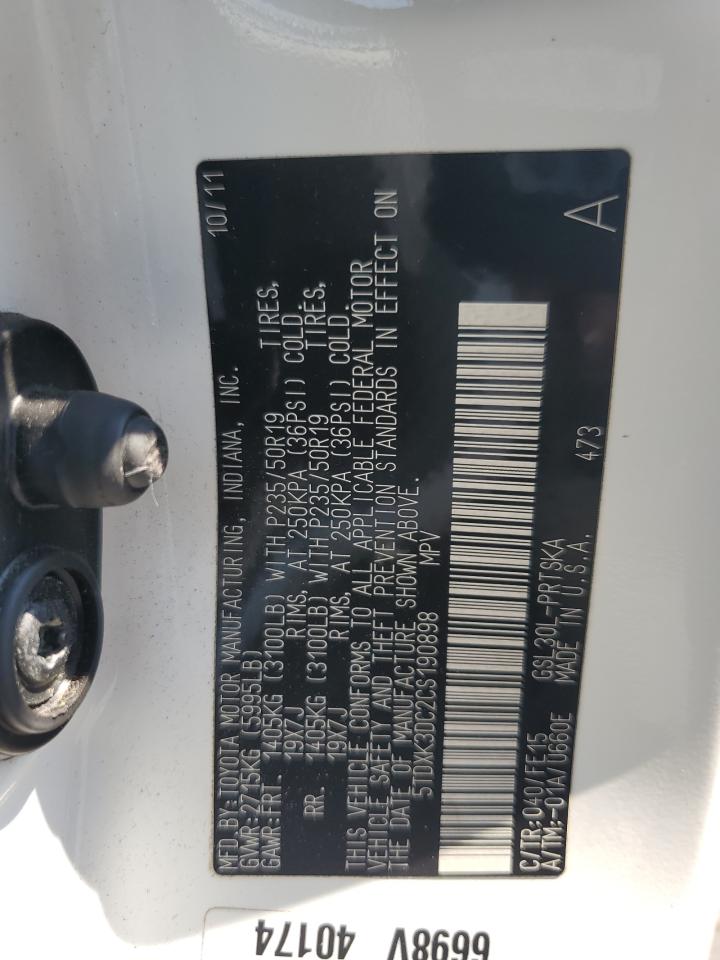 MFD BY:TOYOTA MOTOR MANUFACTURING, INDIANA, INC. 10/11
GVWR:2715KG (5995LB)
GAWR:FRT. 1405KG (3100LB) WITH P235/50R19 TIRES,
19X7J RIMS, AT 250KPA (36PSI) COLD.
RR. 1405KG (3100LB) WITH P235/50R19 TIRES,
19X7J RIMS, AT 250KPA (36PSI) COLD.
THIS VEHICLE CONFORMS TO ALL APPLICABLE FEDERAL MOTOR
VEHICLE SAFETY AND THEFT PREVENTION STANDARDS IN EFFECT ON
THE DATE OF MANUFACTURE SHOWN ABOVE.
5TDXK3DC2CS190898 MPV
C/TR:040/FE15 GSL30L-PRTSKA 473 A
A/TM:-01A/U660E MADE IN U.S.A.
6698V 40174